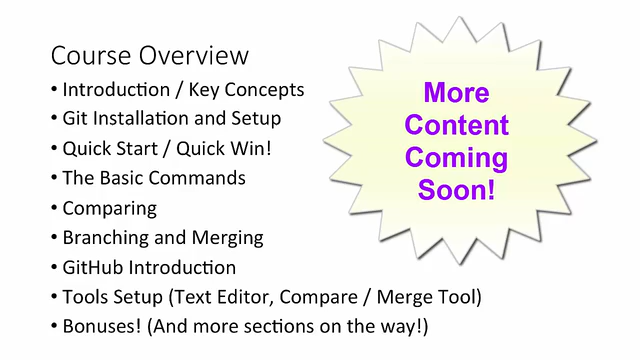 Course Overview
• Introduction / Key Concepts
• Git Installation and Setup
• Quick Start / Quick Win!
• The Basic Commands
• Comparing
• Branching and Merging
• GitHub Introduction
• Tools Setup (Text Editor, Compare / Merge Tool)
• Bonuses! (And more sections on the way!)
More
Content
Coming
Soon!